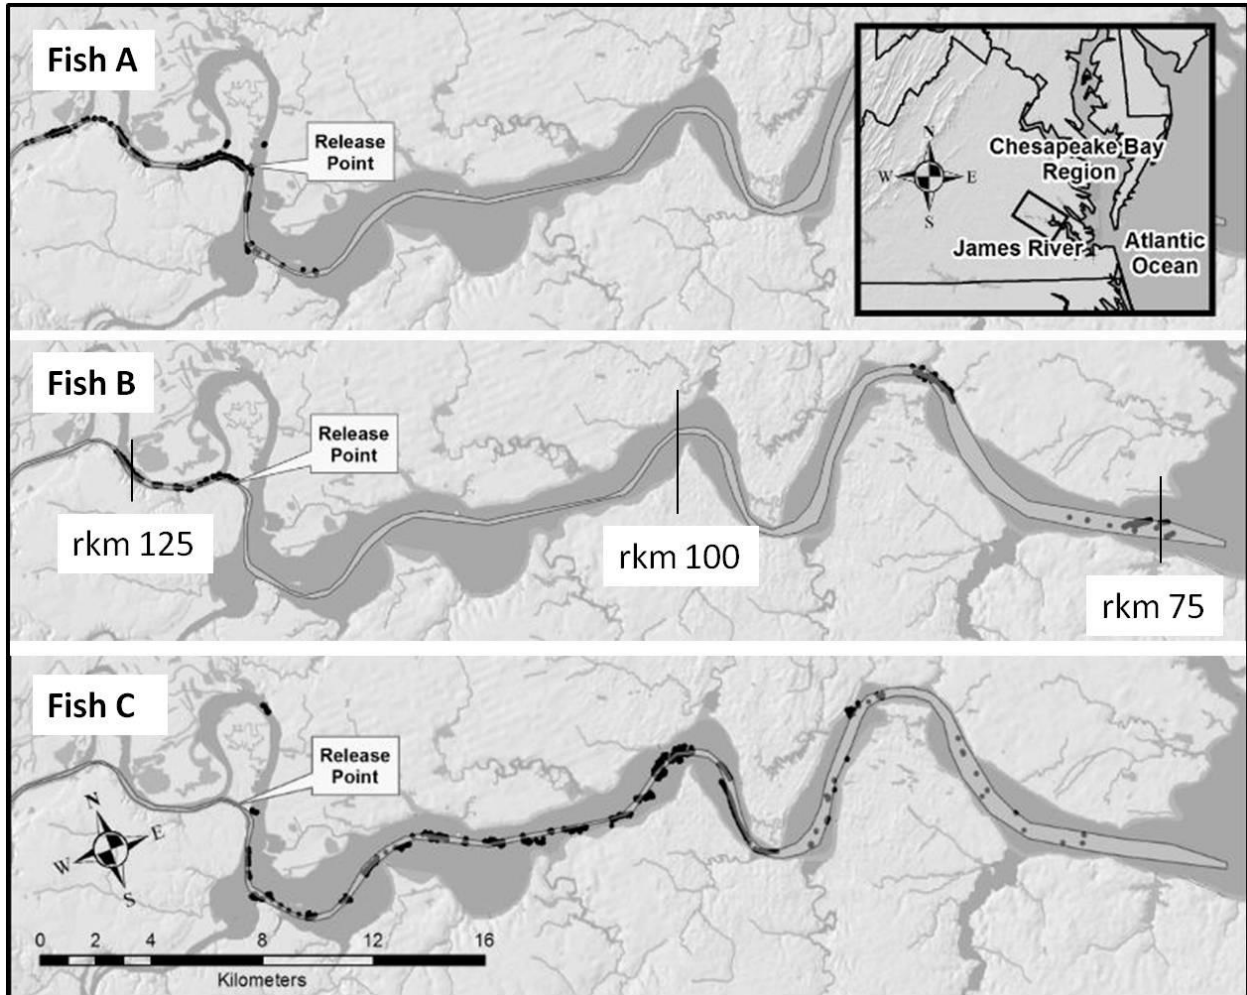 Fish A
Release
Point
N
W
E
S
Chesapeake Bay
Region
James River
Atlantic
Ocean
Fish B
Release
Point
rkm 125
rkm 100
rkm 75
Fish C
Release
Point
N
E
W
S
0 2 4 8 12 16
Kilometers